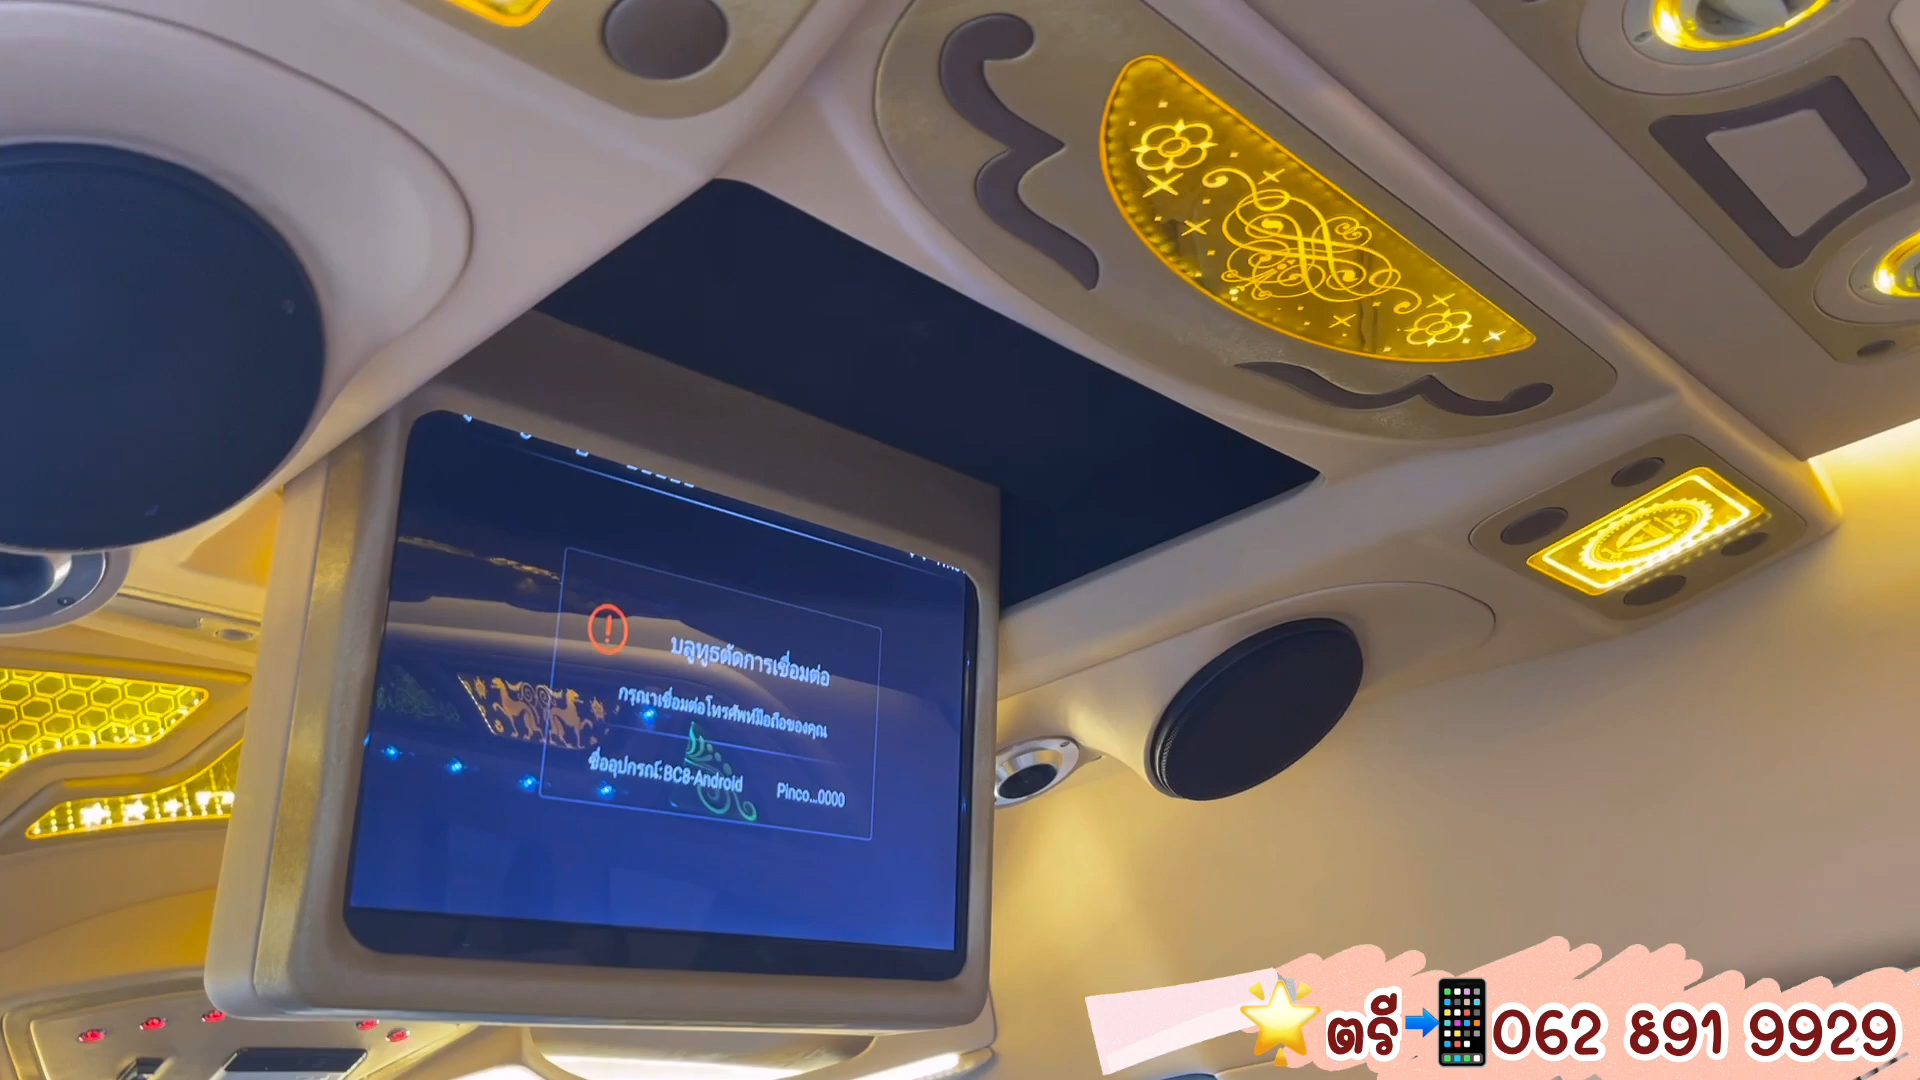 บลูทูธตัดการเชื่อมต่อ
กรุณาเชื่อมต่อโทรศัพท์มือถือของคุณ
ชื่ออุปกรณ์:BC8-Android Pinco...0000
ตรี 062 891 9929